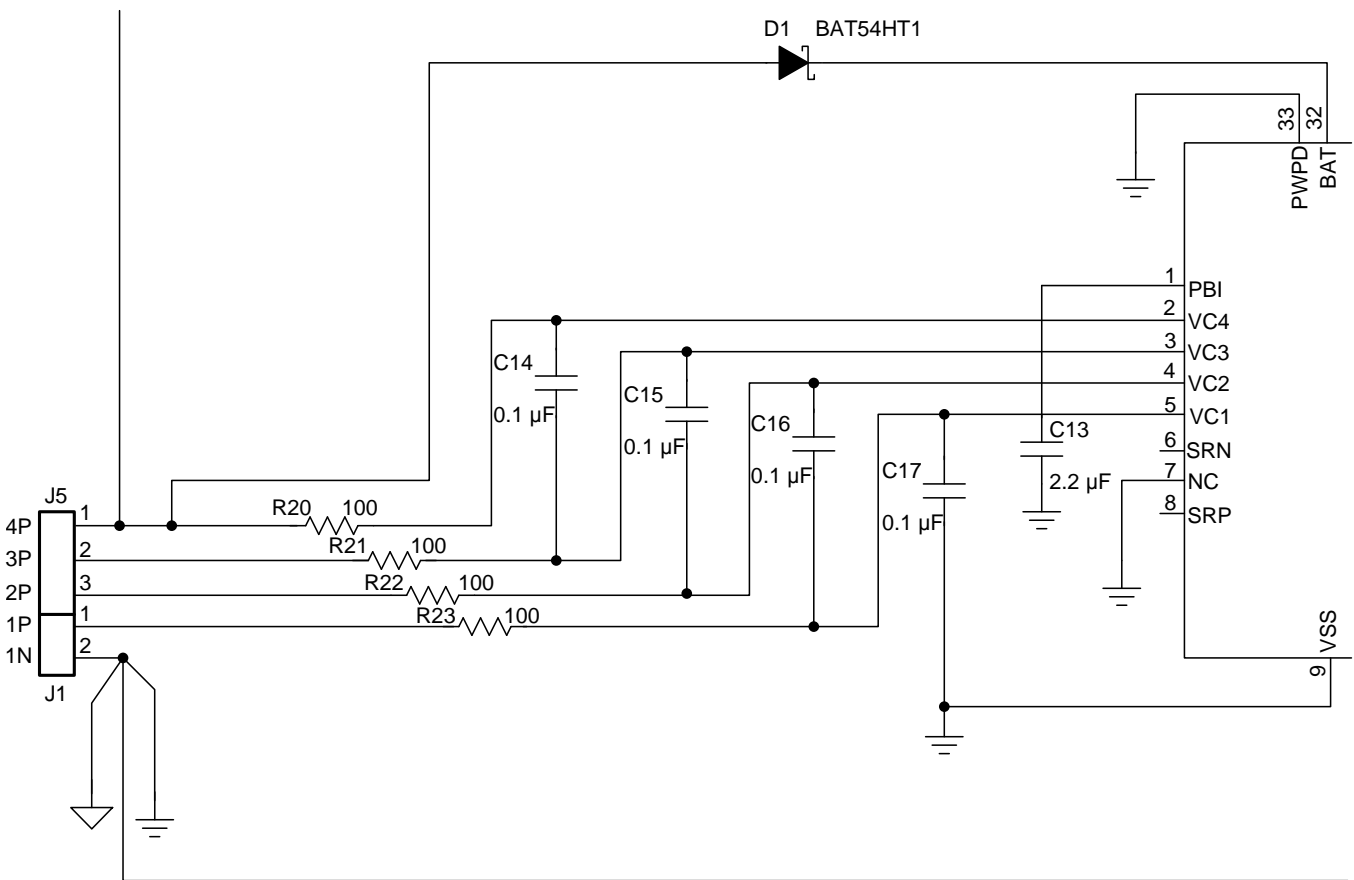 D1 BAT54HT1
33
32
PWPD
BAT
1
PBI
2
VC4
3
VC3
4
VC2
5
VC1
6
SRN
7
NC
8
SRP
VSS
9
C14
0.1 µF
C15
0.1 µF
C16
0.1 µF
C17
0.1 µF
C13
2.2 µF
J5
4P
1
R20 100
3P
2
R21 100
2P
3
R22 100
1P
1
R23 100
1N
2
J1